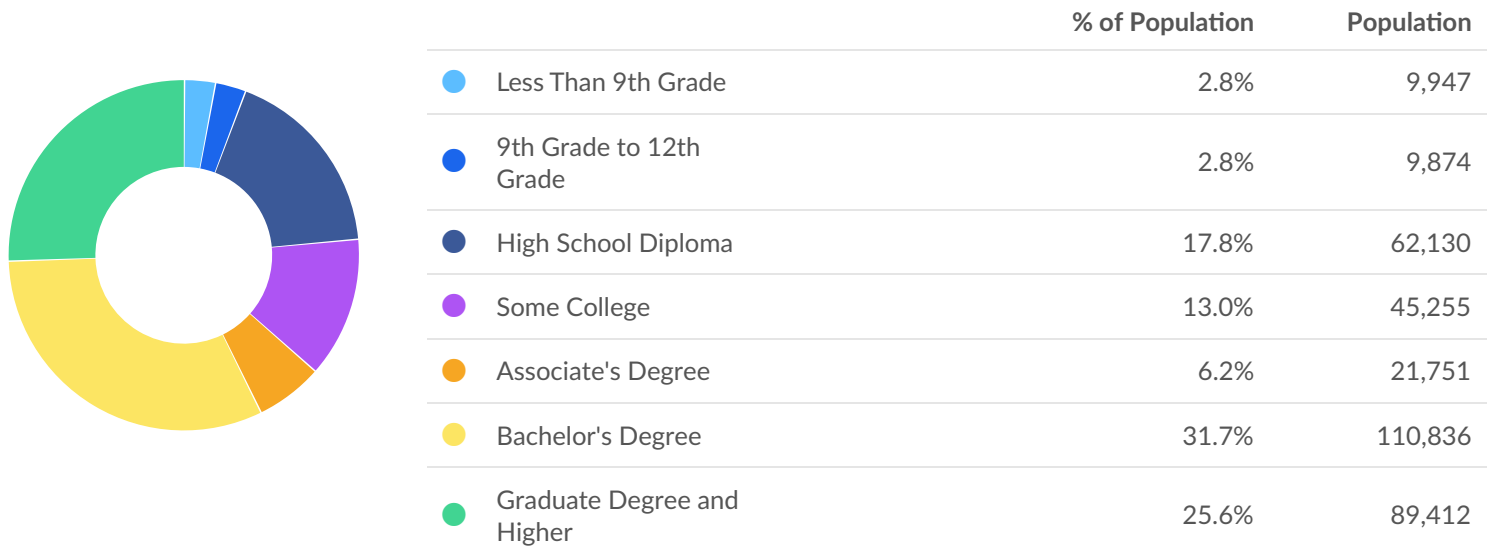 % of Population Population
Less Than 9th Grade 2.8% 9,947
9th Grade to 12th
Grade 2.8% 9,874
High School Diploma 17.8% 62,130
Some College 13.0% 45,255
Associate's Degree 6.2% 21,751
Bachelor's Degree 31.7% 110,836
Graduate Degree and
Higher 25.6% 89,412